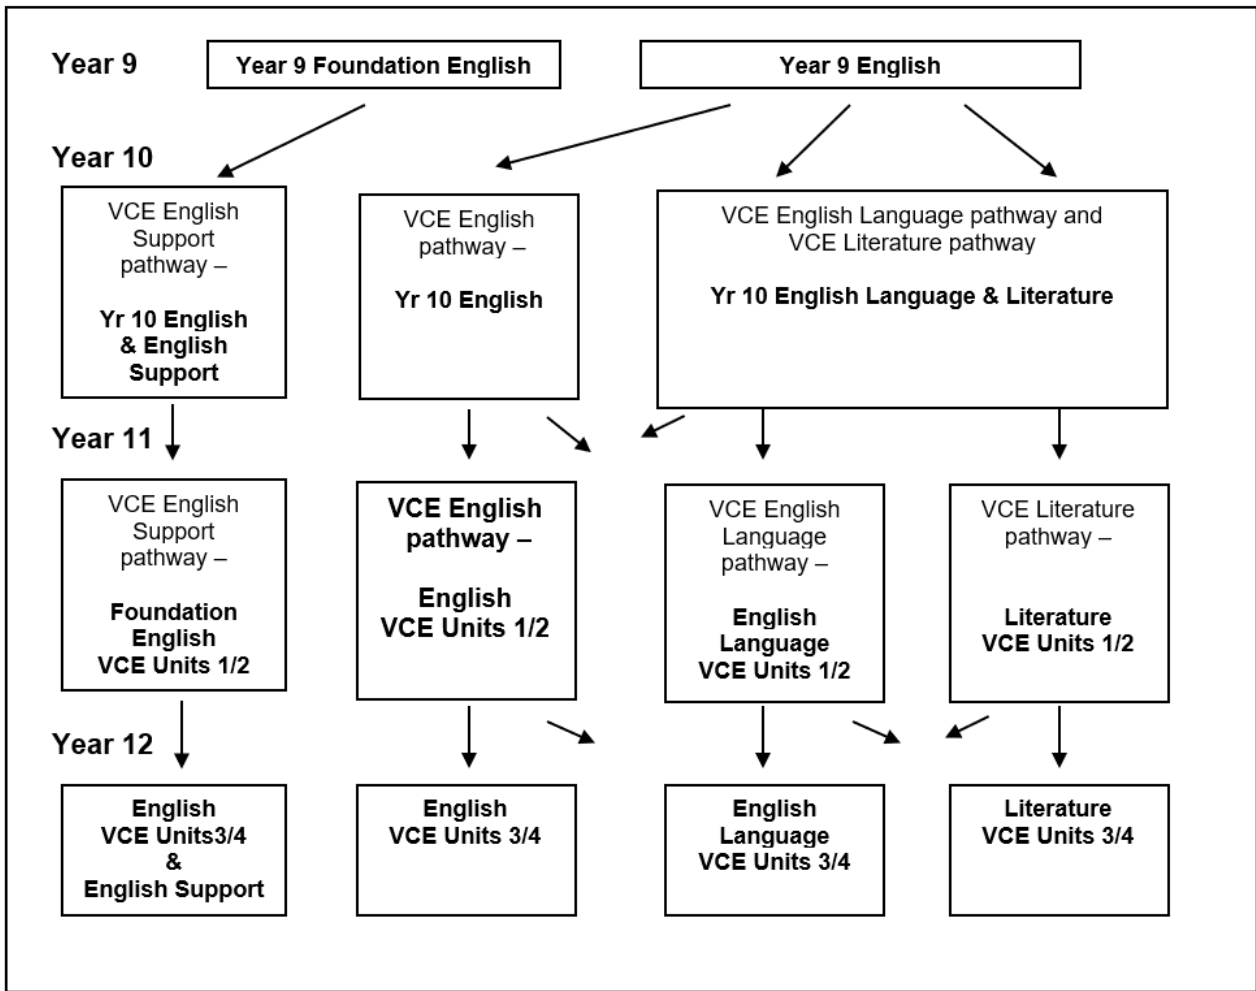 Year 9
Year 9 Foundation English
Year 9 English
Year 10
VCE English
Support
pathway –
Yr 10 English
& English
Support
VCE English
pathway –
Yr 10 English
VCE English Language pathway and
VCE Literature pathway
Yr 10 English Language & Literature
Year 11
VCE English
Support
pathway –
Foundation
English
VCE Units 1/2
VCE English
pathway –
English
VCE Units 1/2
VCE English
Language
pathway –
English
Language
VCE Units 1/2
VCE Literature
pathway –
Literature
VCE Units 1/2
Year 12
English
VCE Units3/4
&
English Support
English
VCE Units 3/4
English
Language
VCE Units 3/4
Literature
VCE Units 3/4